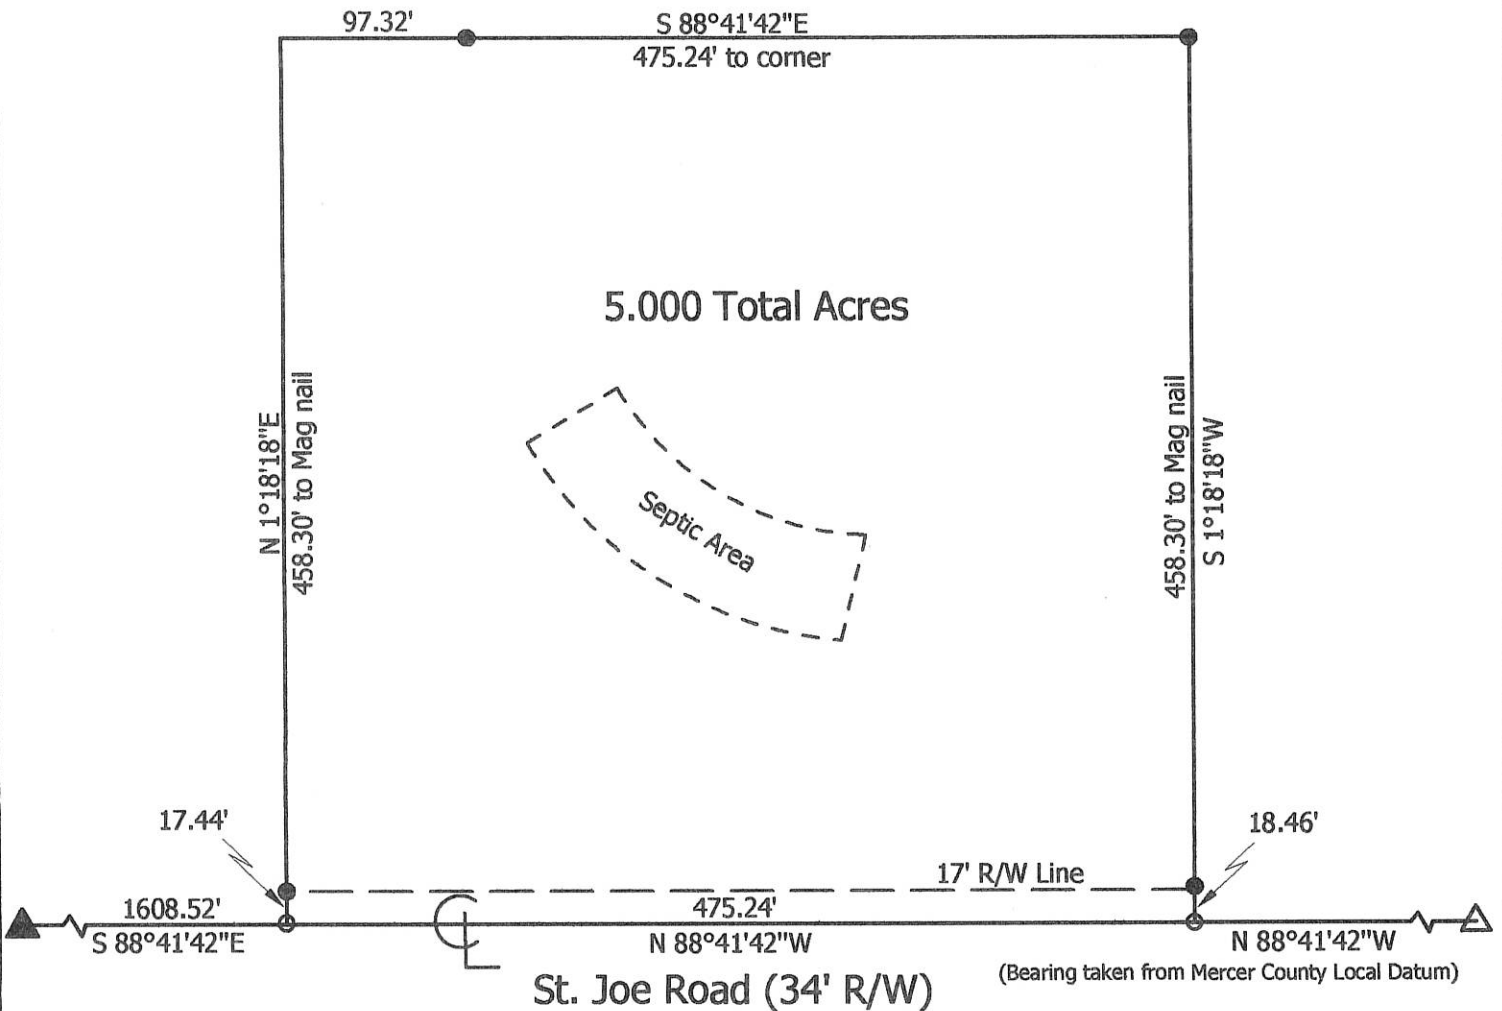 97.32'
S 88°41'42"E
475.24' to corner
5.000 Total Acres
N 1°18'18"E
458.30' to Mag nail
458.30' to Mag nail
S 1°18'18"W
Septic Area
17.44'
18.46'
17' R/W Line
1608.52'
S 88°41'42"E
475.24'
N 88°41'42"W
N 88°41'42"W
(Bearing taken from Mercer County Local Datum)
CL
St. Joe Road (34' R/W)